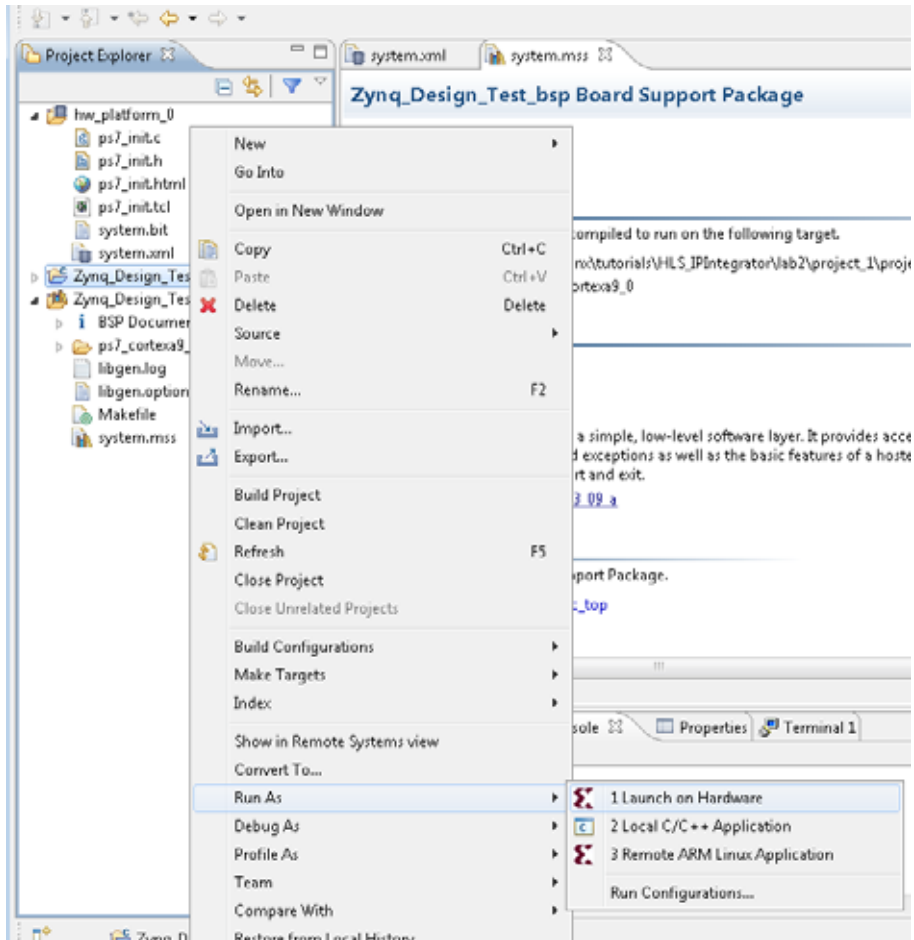 Project Explorer
system.xml
system.mss
Zynq_Design_Test_bsp Board Support Package
hw_platform_0
ps7_init.c
ps7_init.h
ps7_init.html
ps7_init.tcl
system.bit
system.xml
Zynq_Design_Tes
Zynq_Design_Tes
BSP Documen
ps7_cortexa9_
libgen.log
libgen.option
Makefile
system.mss
New
Go Into
Open in New Window
Copy Ctrl+C
Paste Ctrl+V
Delete Delete
Source
Move...
Rename... F2
Import...
Export...
Build Project
Clean Project
Refresh F5
Close Project
Close Unrelated Projects
Build Configurations
Make Targets
Index
Show in Remote Systems view
Convert To...
Run As
Debug As
Profile As
Team
Compare With
Restore from Local History
compiled to run on the following target.
nx\tutorials\HLS_IPIntegrator\lab2\project_1\proje
ortexa9_0
a simple, low-level software layer. It provides acce
d exceptions as well as the basic features of a hoste
rt and exit.
3_09_a
pport Package.
c_top
sole
Properties
Terminal 1
1 Launch on Hardware
2 Local C/C++ Application
3 Remote ARM Linux Application
Run Configurations...